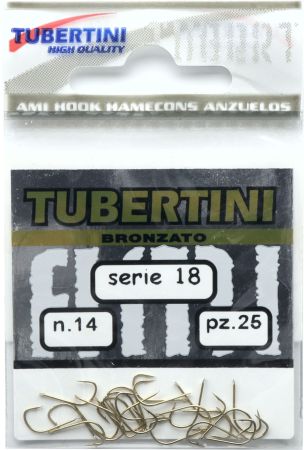 TUBERTINI
HIGH QUALITY
AMI HOOK HAMECONS ANZUELOS
TUBERTINI
BRONZATO
serie 18
n.14
pz.25